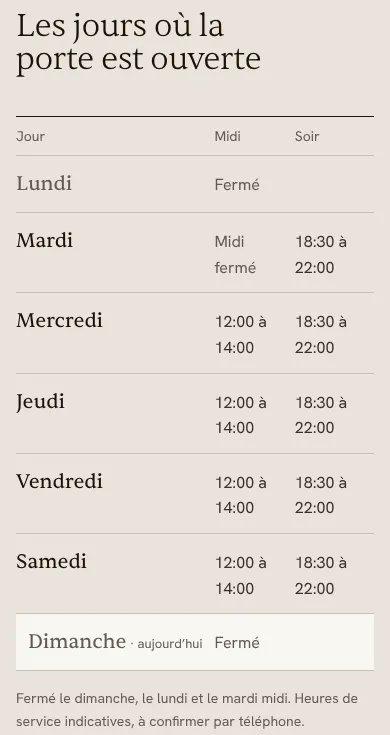 Les jours où la
porte est ouverte
Jour Midi Soir
Lundi Fermé
Mardi Midi fermé 18:30 à 22:00
Mercredi 12:00 à 14:00 18:30 à 22:00
Jeudi 12:00 à 14:00 18:30 à 22:00
Vendredi 12:00 à 14:00 18:30 à 22:00
Samedi 12:00 à 14:00 18:30 à 22:00
Dimanche · aujourd'hui Fermé
Fermé le dimanche, le lundi et le mardi midi. Heures de
service indicatives, à confirmer par téléphone.